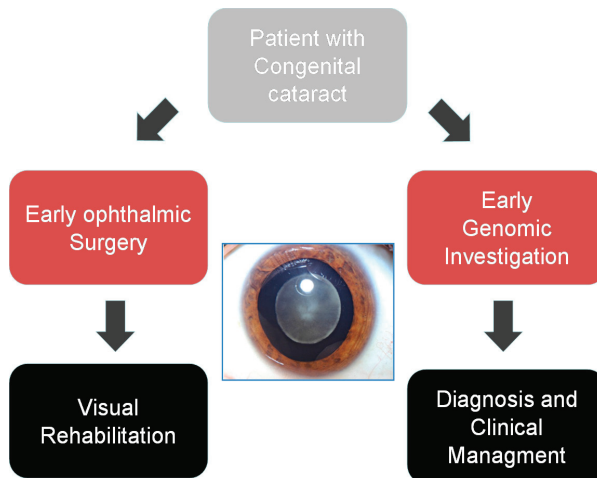 Patient with
Congenital
cataract
Early ophthalmic
Surgery
Early
Genomic
Investigation
Visual
Rehabilitation
Diagnosis and
Clinical
Managment